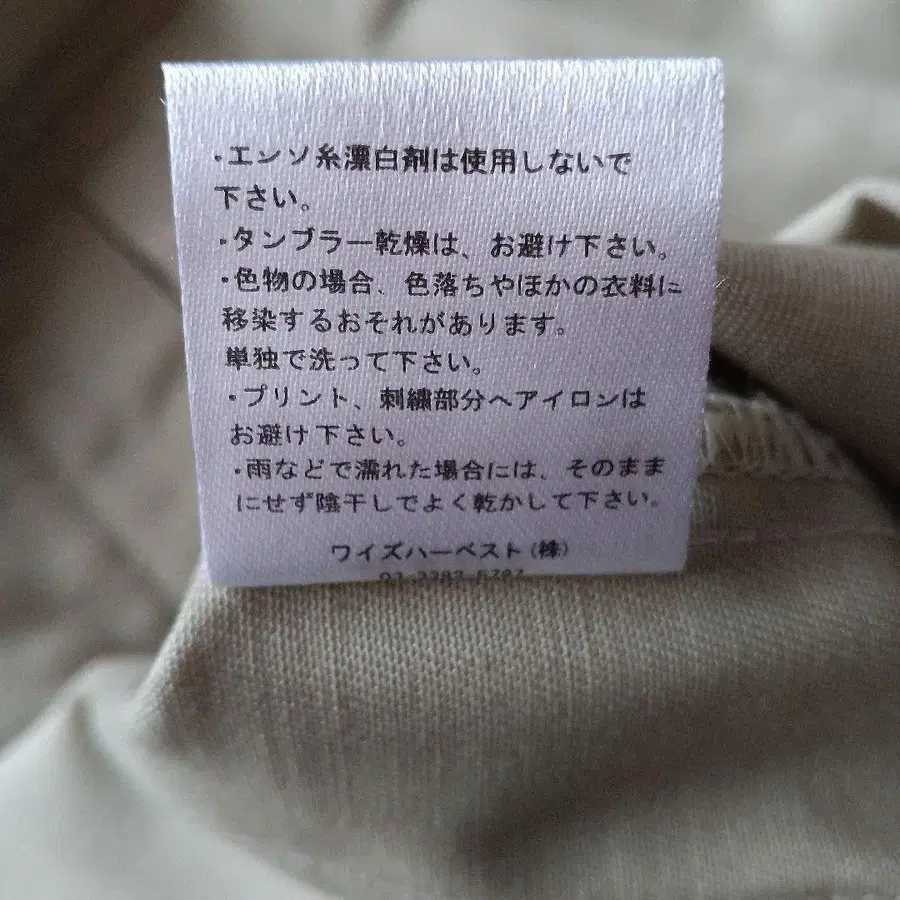 ・エンソ糸漂白剤は使用しないで
下さい。
・タンブラー乾燥は、お避け下さい。
・色物の場合、色落ちやほかの衣料に
移染するおそれがあります。
単独で洗って下さい。
・プリント、刺繍部分へアイロンは
お避け下さい。
・雨などで濡れた場合には、そのまま
にせず陰干しでよく乾かして下さい。
ワイズハーベスト(株)